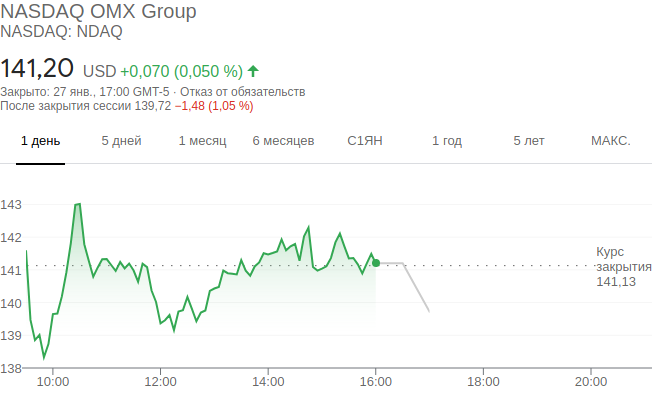 NASDAQ OMX Group
NASDAQ: NDAQ
141,20 USD +0,070 (0,050 %)
Закрыто: 27 янв., 17:00 GMT-5 · Отказ от обязательств
После закрытия сессии 139,72 −1,48 (1,05 %)
1 день 5 дней 1 месяц 6 месяцев С1ЯН 1 год 5 лет МАКС.
143
142
Курс
141 закрытия
141,13
140
139
138
10:00 12:00 14:00 16:00 18:00 20:00